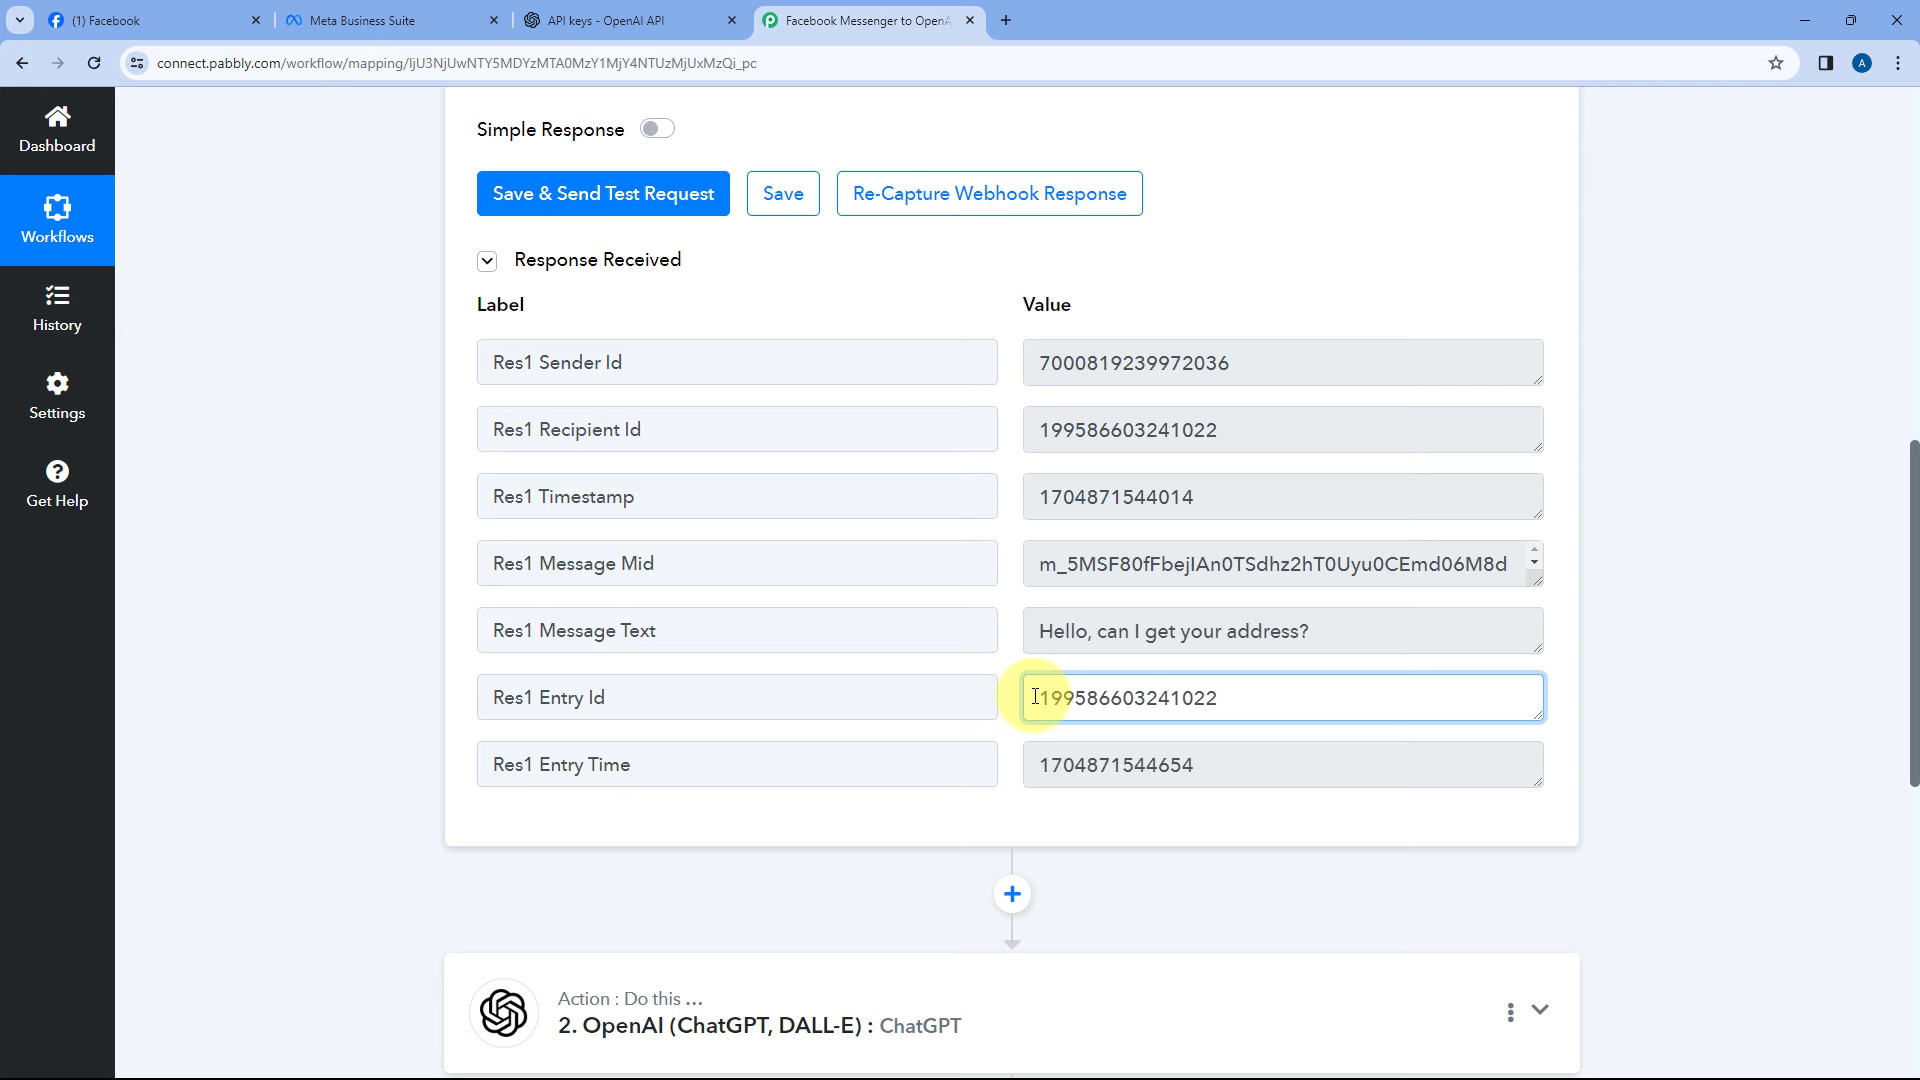 (1) Facebook
Meta Business Suite
API keys - OpenAI API
Facebook Messenger to OpenA
connect.pabbly.com/workflow/mapping/IjU3NjUwNTY5MDYzMTA0MzY1MjY4NTUzMjUxMzQi_pc
A
Dashboard
Workflows
History
Settings
Get Help
Simple Response
Save & Send Test Request
Save
Re-Capture Webhook Response
Response Received
Label
Value
Res1 Sender Id
7000819239972036
Res1 Recipient Id
199586603241022
Res1 Timestamp
1704871544014
Res1 Message Mid
m_5MSF80fFbejIAn0TSdhz2hT0Uyu0CEmd06M8d
Res1 Message Text
Hello, can I get your address?
Res1 Entry Id
199586603241022
Res1 Entry Time
1704871544654
Action : Do this ...
2. OpenAI (ChatGPT, DALL-E) : ChatGPT